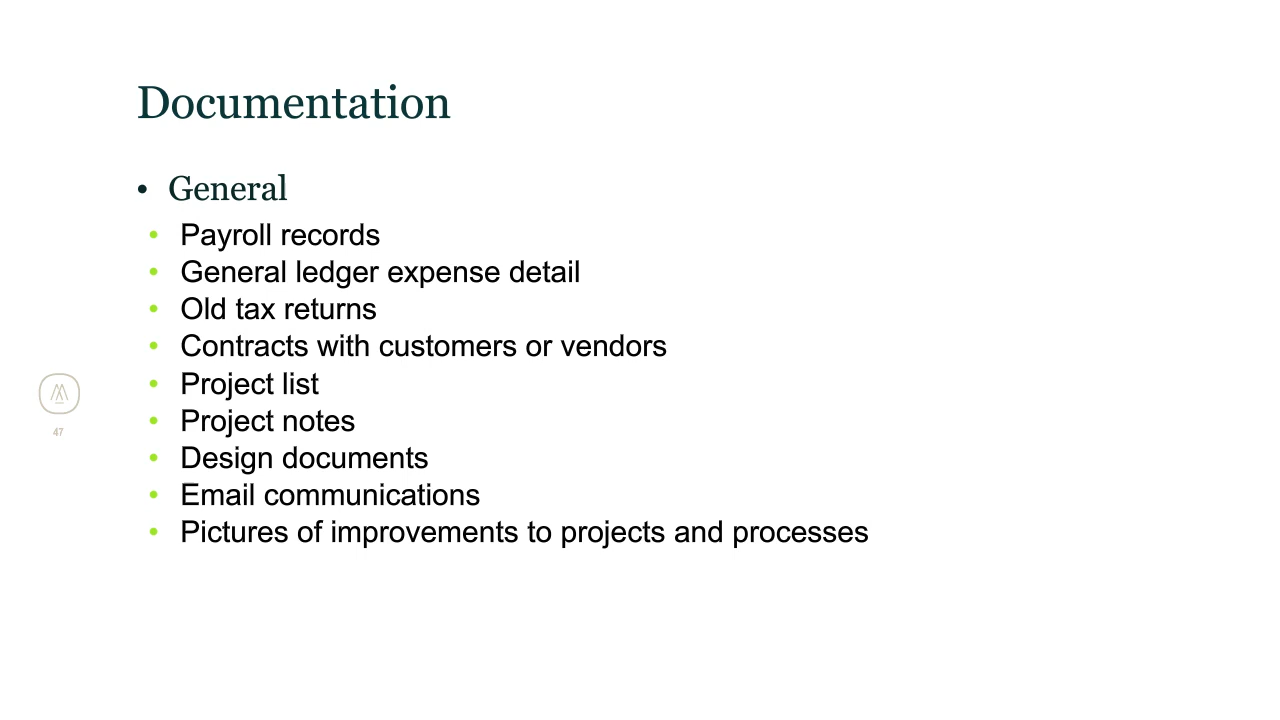 Documentation
• General
• Payroll records
• General ledger expense detail
• Old tax returns
• Contracts with customers or vendors
• Project list
• Project notes
• Design documents
• Email communications
• Pictures of improvements to projects and processes
47